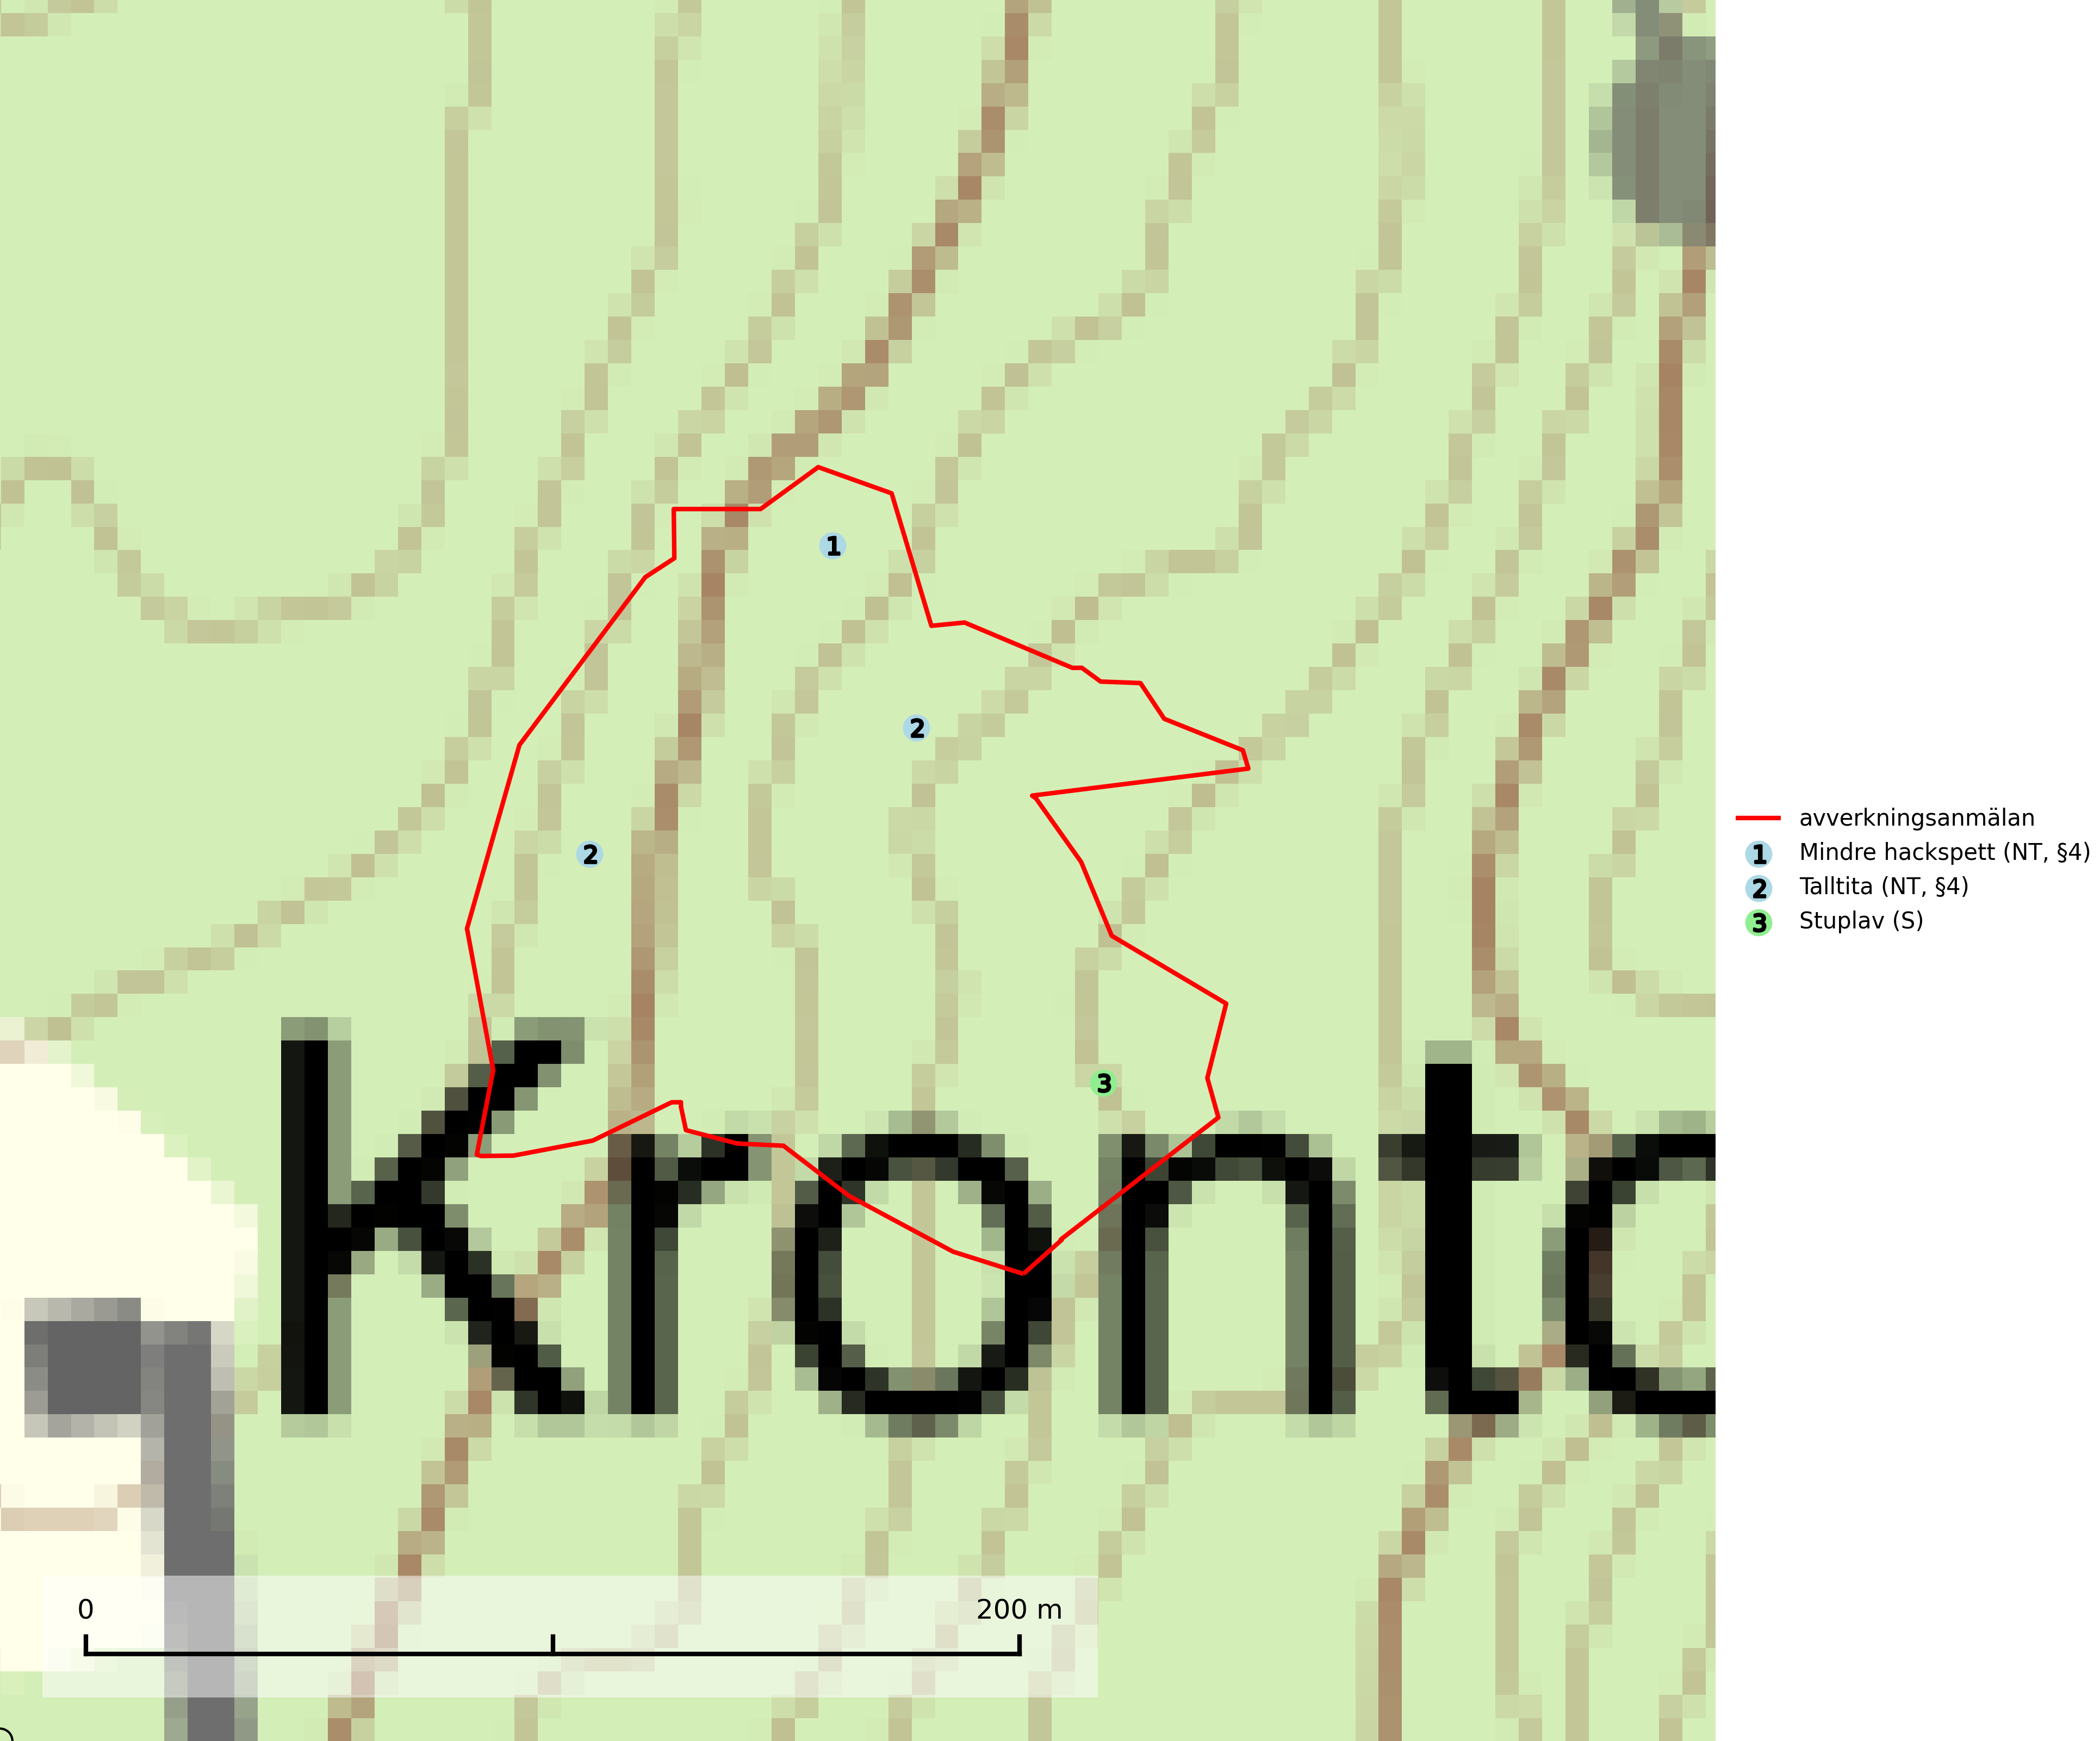 1
2
2
3
Kronto
0
200 m
avverkningsanmälan
1 Mindre hackspett (NT, §4)
2 Talltita (NT, §4)
3 Stuplav (S)